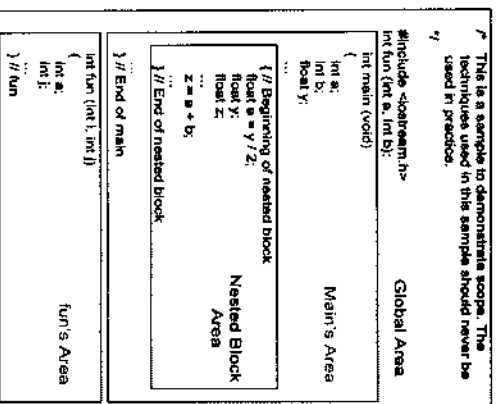 /* This is a sample to demonstrate scope. The
techniques used in this sample should never be
used in practice.
*/
#include <iostream.h>
int fun (int a, int b);
Global Area
int main (void)
{
int a;
int b;
float y;
Main's Area
...
{ // Beginning of nested block
float a = y / 2;
float y;
float z;
Nested Block
Area
...
z = a + b;
...
} // End of nested block
...
} // End of main
int fun (int i, int j)
{
int a;
int j;
fun's Area
...
} // fun